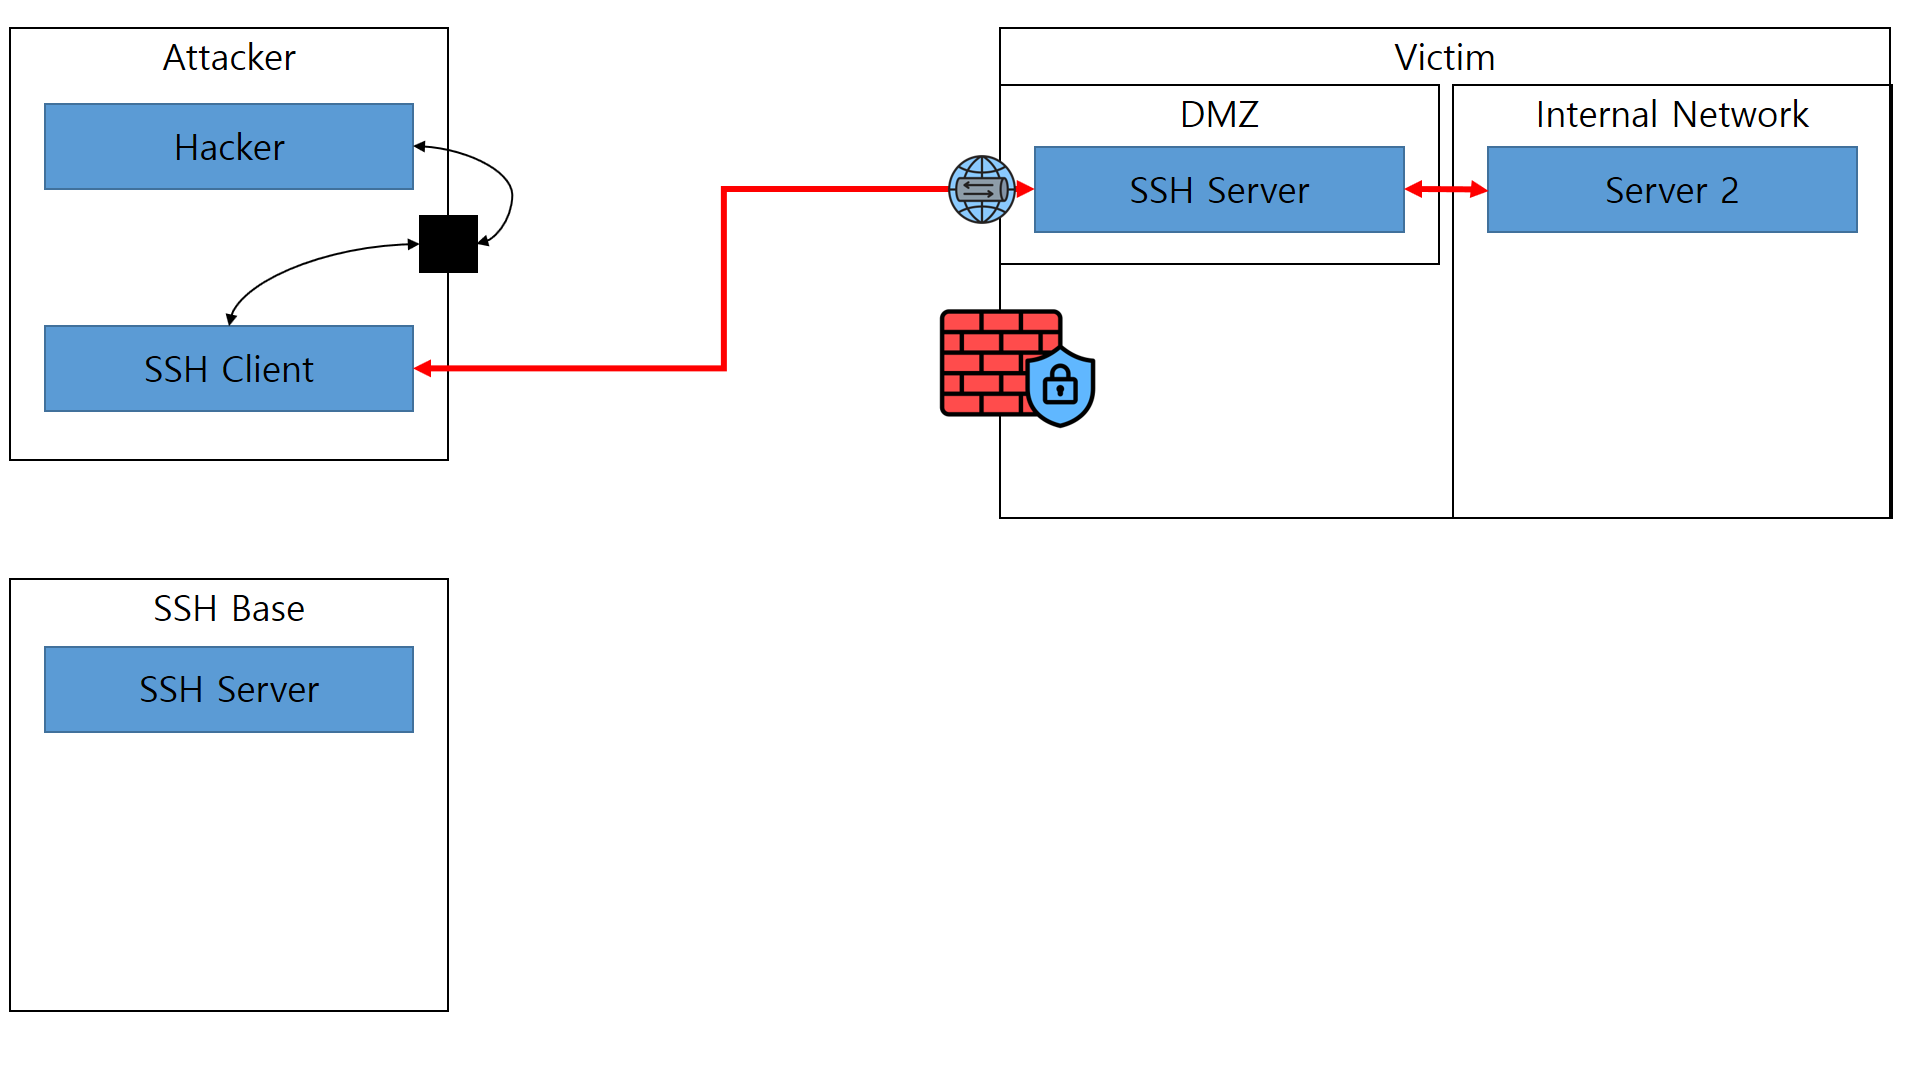 Attacker
Hacker
SSH Client
Victim
DMZ
SSH Server
Internal Network
Server 2
SSH Base
SSH Server